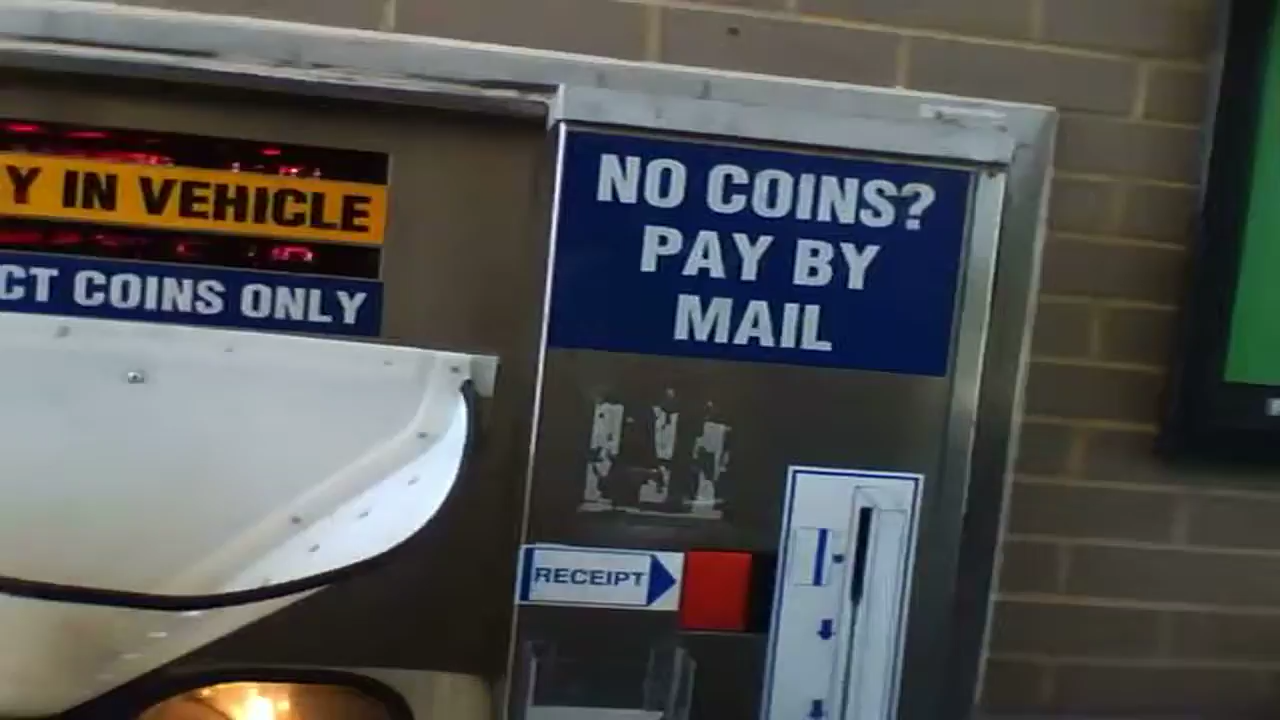 Y IN VEHICLE
CT COINS ONLY
NO COINS?
PAY BY
MAIL
RECEIPT